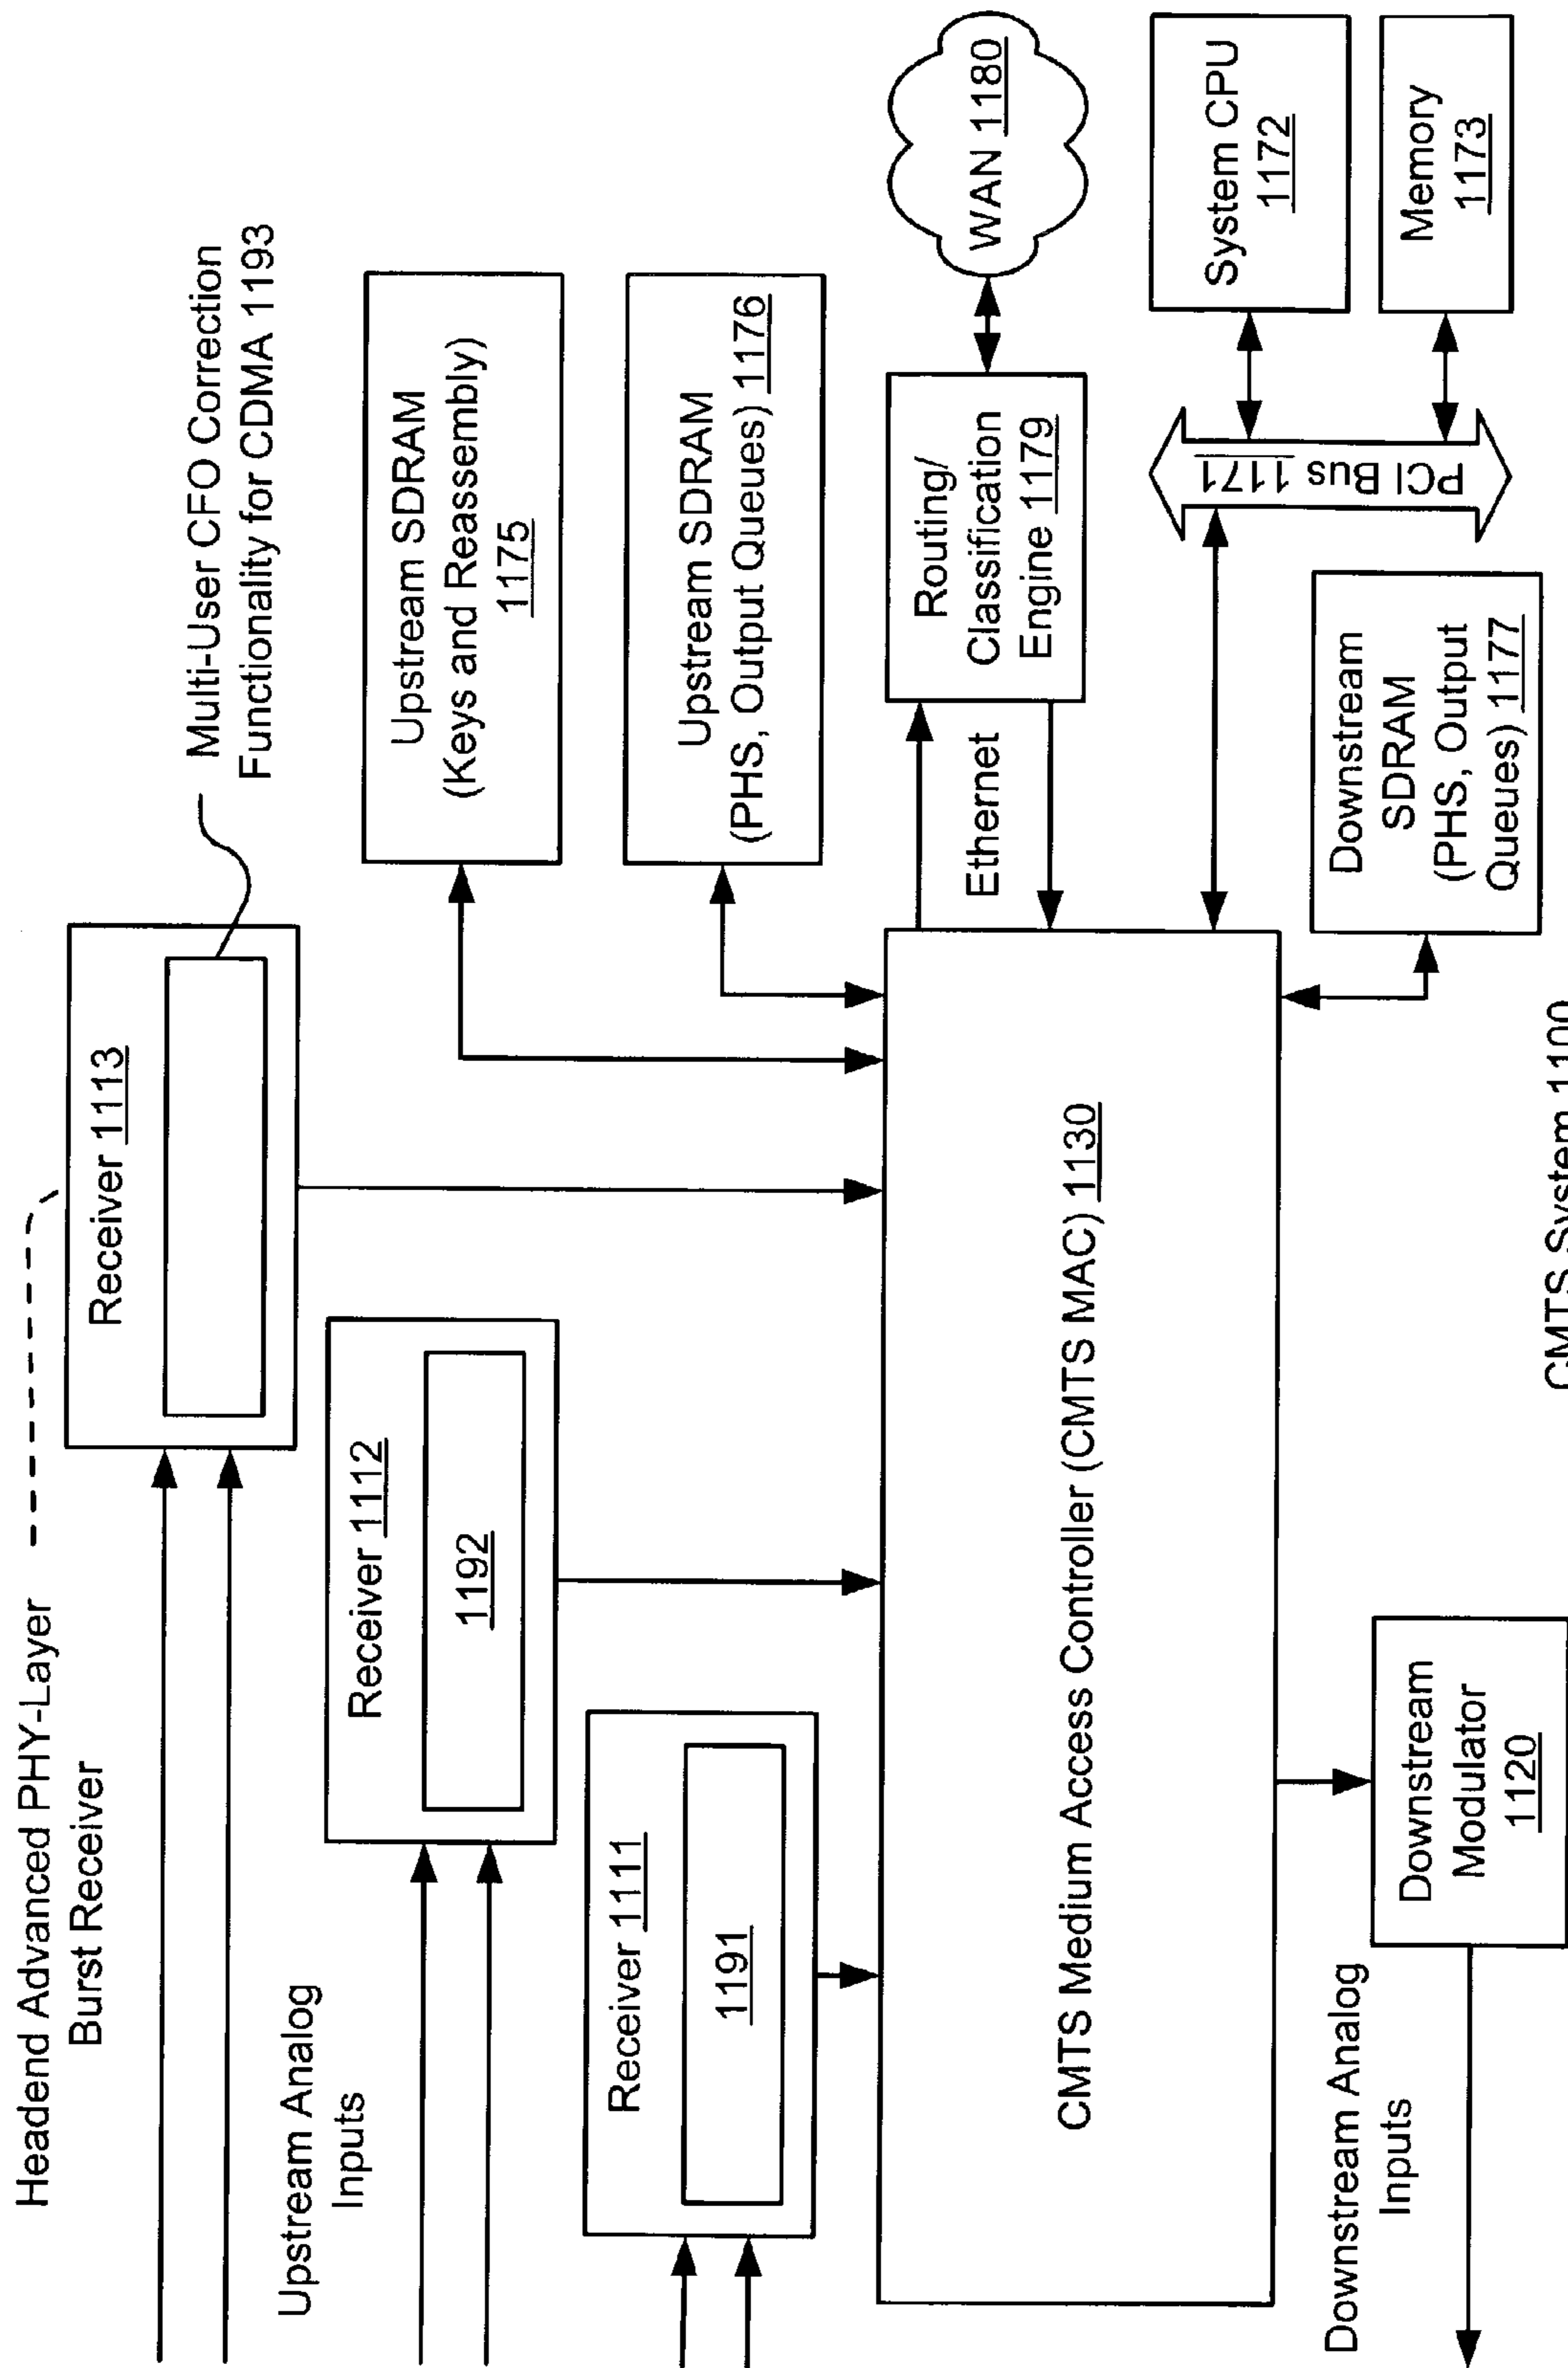 Headend Advanced PHY-Layer
Burst Receiver
Multi-User CFO Correction
Functionality for CDMA 1193
Receiver 1113
Upstream Analog
Inputs
Receiver 1112
1192
Receiver 1111
1191
Upstream SDRAM
(Keys and Reassembly)
1175
Upstream SDRAM
(PHS, Output Queues) 1176
CMTS Medium Access Controller (CMTS MAC) 1130
Ethernet
Routing/
Classification
Engine 1179
WAN 1180
PCI Bus 1171
System CPU
1172
Memory
1173
Downstream
SDRAM
(PHS, Output
Queues) 1177
Downstream
Modulator
1120
Downstream Analog
Inputs
CMTS System 1100